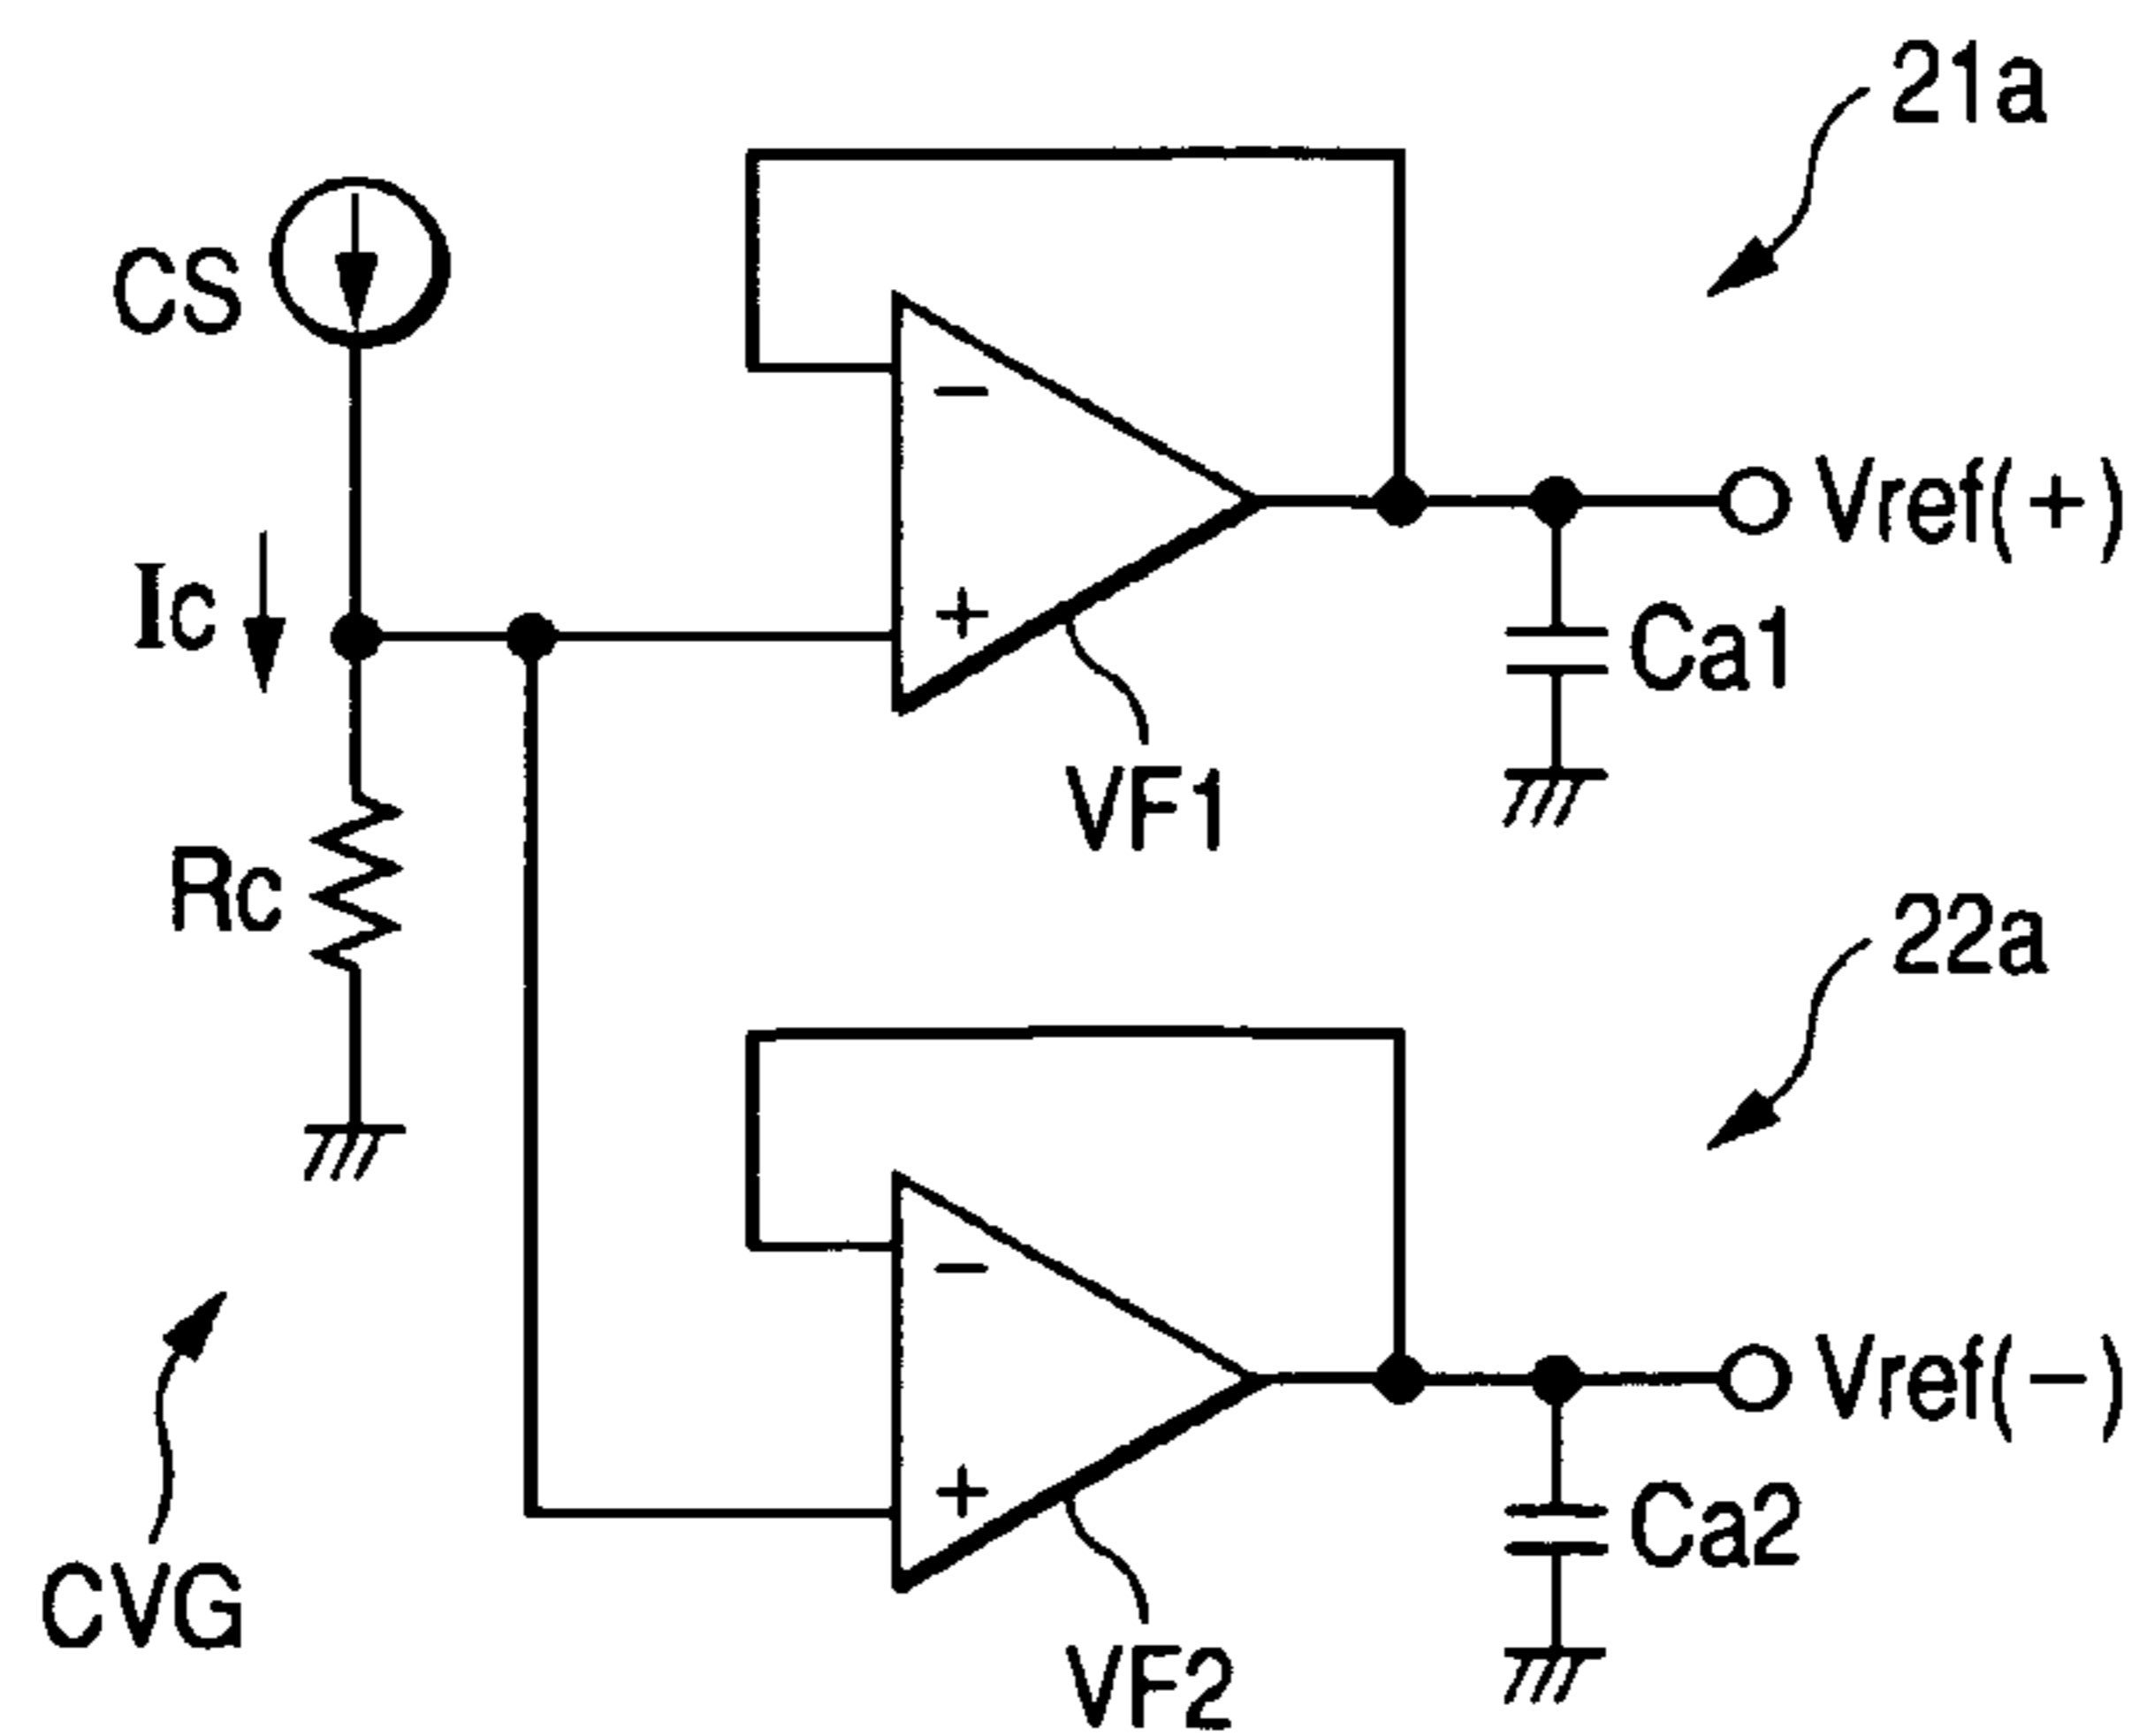 21a
CS
−
Vref(+)
Ic
+
Ca1
VF1
Rc
22a
−
Vref(−)
+
Ca2
CVG
VF2